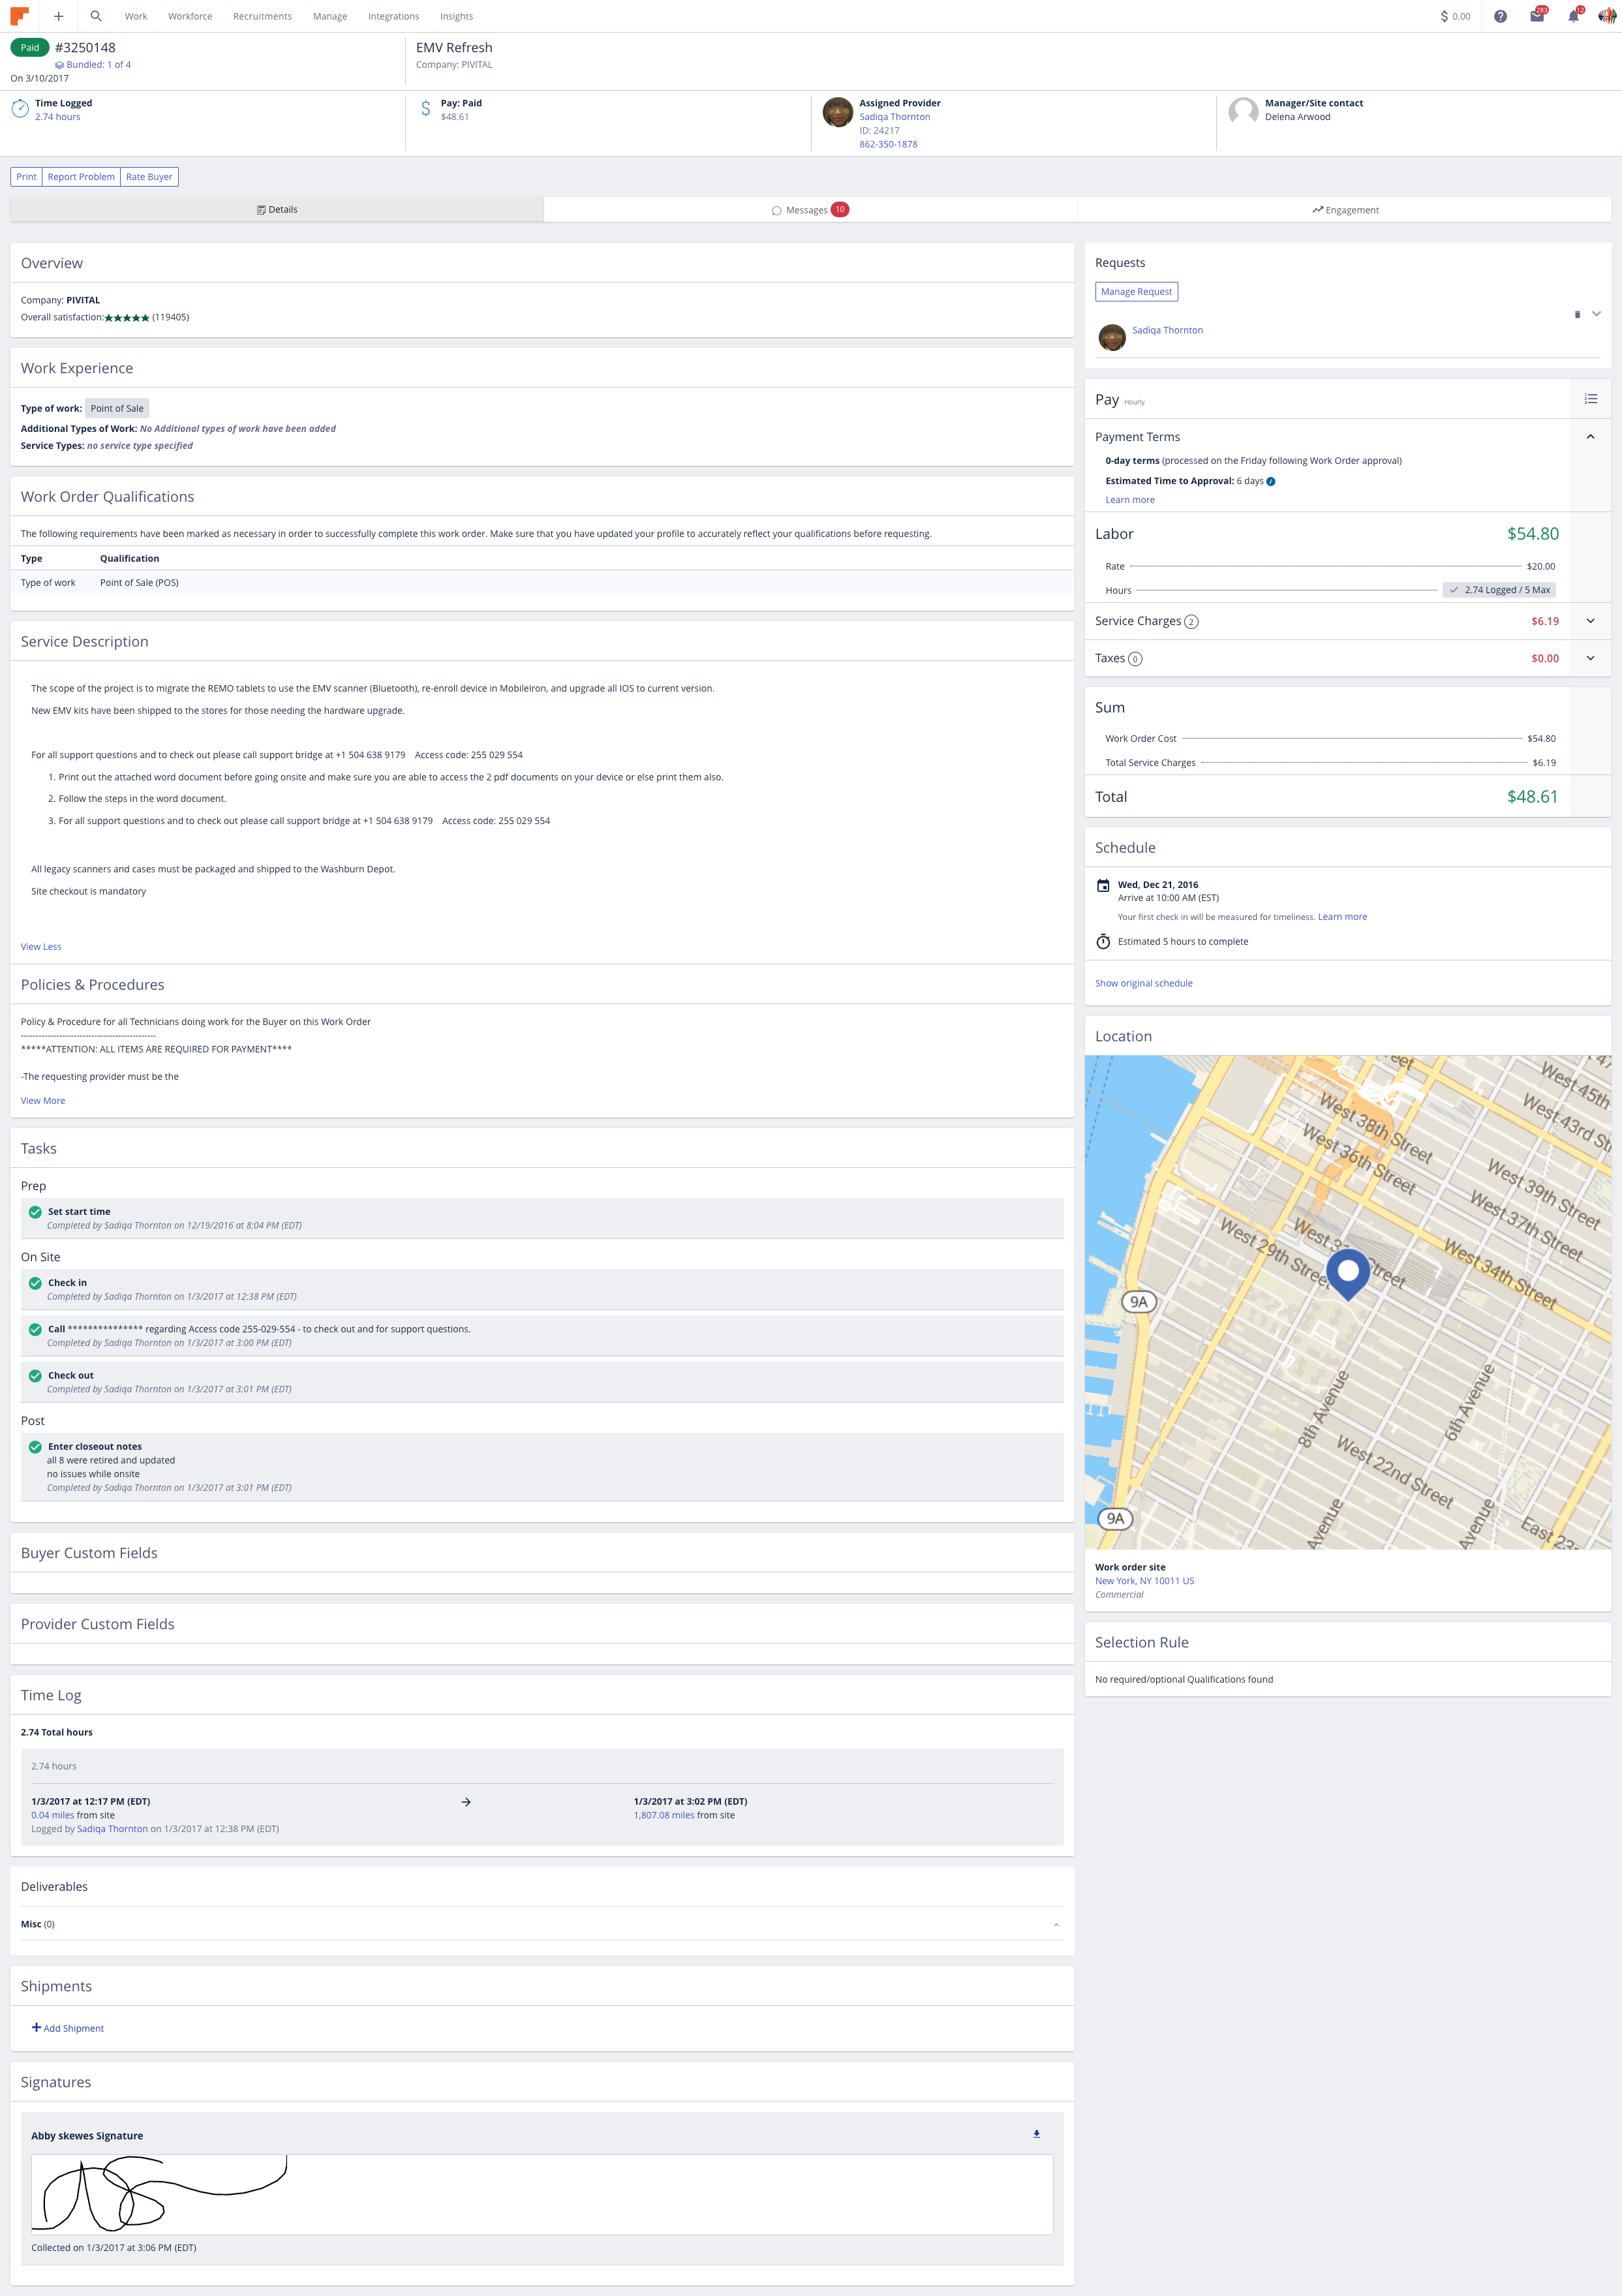 Work Workforce Recruitments Manage Integrations Insights $ 0.00 283 12
Paid #3250148
Bundled: 1 of 4
On 3/10/2017
EMV Refresh
Company: PIVITAL
Time Logged
2.74 hours
Pay: Paid
$48.61
Assigned Provider
Sadiqa Thornton
ID: 24217
862-350-1878
Manager/Site contact
Delena Arwood
Print Report Problem Rate Buyer
Details Messages 10 Engagement
Overview
Company: PIVITAL
Overall satisfaction:★★★★★ (119405)
Work Experience
Type of work: Point of Sale
Additional Types of Work: No Additional types of work have been added
Service Types: no service type specified
Work Order Qualifications
The following requirements have been marked as necessary in order to successfully complete this work order. Make sure that you have updated your profile to accurately reflect your qualifications before requesting.
Type Qualification
Type of work Point of Sale (POS)
Service Description
The scope of the project is to migrate the REMO tablets to use the EMV scanner (Bluetooth), re-enroll device in MobileIron, and upgrade all IOS to current version.
New EMV kits have been shipped to the stores for those needing the hardware upgrade.
For all support questions and to check out please call support bridge at +1 504 638 9179 Access code: 255 029 554
1. Print out the attached word document before going onsite and make sure you are able to access the 2 pdf documents on your device or else print them also.
2. Follow the steps in the word document.
3. For all support questions and to check out please call support bridge at +1 504 638 9179 Access code: 255 029 554
All legacy scanners and cases must be packaged and shipped to the Washburn Depot.
Site checkout is mandatory
View Less
Policies & Procedures
Policy & Procedure for all Technicians doing work for the Buyer on this Work Order
----------------------------------------------
*****ATTENTION: ALL ITEMS ARE REQUIRED FOR PAYMENT****
-The requesting provider must be the
View More
Tasks
Prep
Set start time
Completed by Sadiqa Thornton on 12/19/2016 at 8:04 PM (EDT)
On Site
Check in
Completed by Sadiqa Thornton on 1/3/2017 at 12:38 PM (EDT)
Call *************** regarding Access code 255-029-554 - to check out and for support questions.
Completed by Sadiqa Thornton on 1/3/2017 at 3:00 PM (EDT)
Check out
Completed by Sadiqa Thornton on 1/3/2017 at 3:01 PM (EDT)
Post
Enter closeout notes
all 8 were retired and updated
no issues while onsite
Completed by Sadiqa Thornton on 1/3/2017 at 3:01 PM (EDT)
Buyer Custom Fields
Provider Custom Fields
Time Log
2.74 Total hours
2.74 hours
1/3/2017 at 12:17 PM (EDT) → 1/3/2017 at 3:02 PM (EDT)
0.04 miles from site 1,807.08 miles from site
Logged by Sadiqa Thornton on 1/3/2017 at 12:38 PM (EDT)
Deliverables
Misc (0)
Shipments
+ Add Shipment
Signatures
Abby skewes Signature
Collected on 1/3/2017 at 3:06 PM (EDT)
Requests
Manage Request
Sadiqa Thornton
Pay Hourly
Payment Terms
0-day terms (processed on the Friday following Work Order approval)
Estimated Time to Approval: 6 days
Learn more
Labor $54.80
Rate $20.00
Hours 2.74 Logged / 5 Max
Service Charges 2 $6.19
Taxes 0 $0.00
Sum
Work Order Cost $54.80
Total Service Charges $6.19
Total $48.61
Schedule
Wed, Dec 21, 2016
Arrive at 10:00 AM (EST)
Your first check in will be measured for timeliness. Learn more
Estimated 5 hours to complete
Show original schedule
Location
West 45th
West 43rd St
West 38th Street
West 36th Street
West 39th Street
West 37th Street
West 34th Street
West 29th Street
9A
8th Avenue
6th Avenue
West 22nd Street
9A
Avenue
Avenue
East 23
Work order site
New York, NY 10011 US
Commercial
Selection Rule
No required/optional Qualifications found